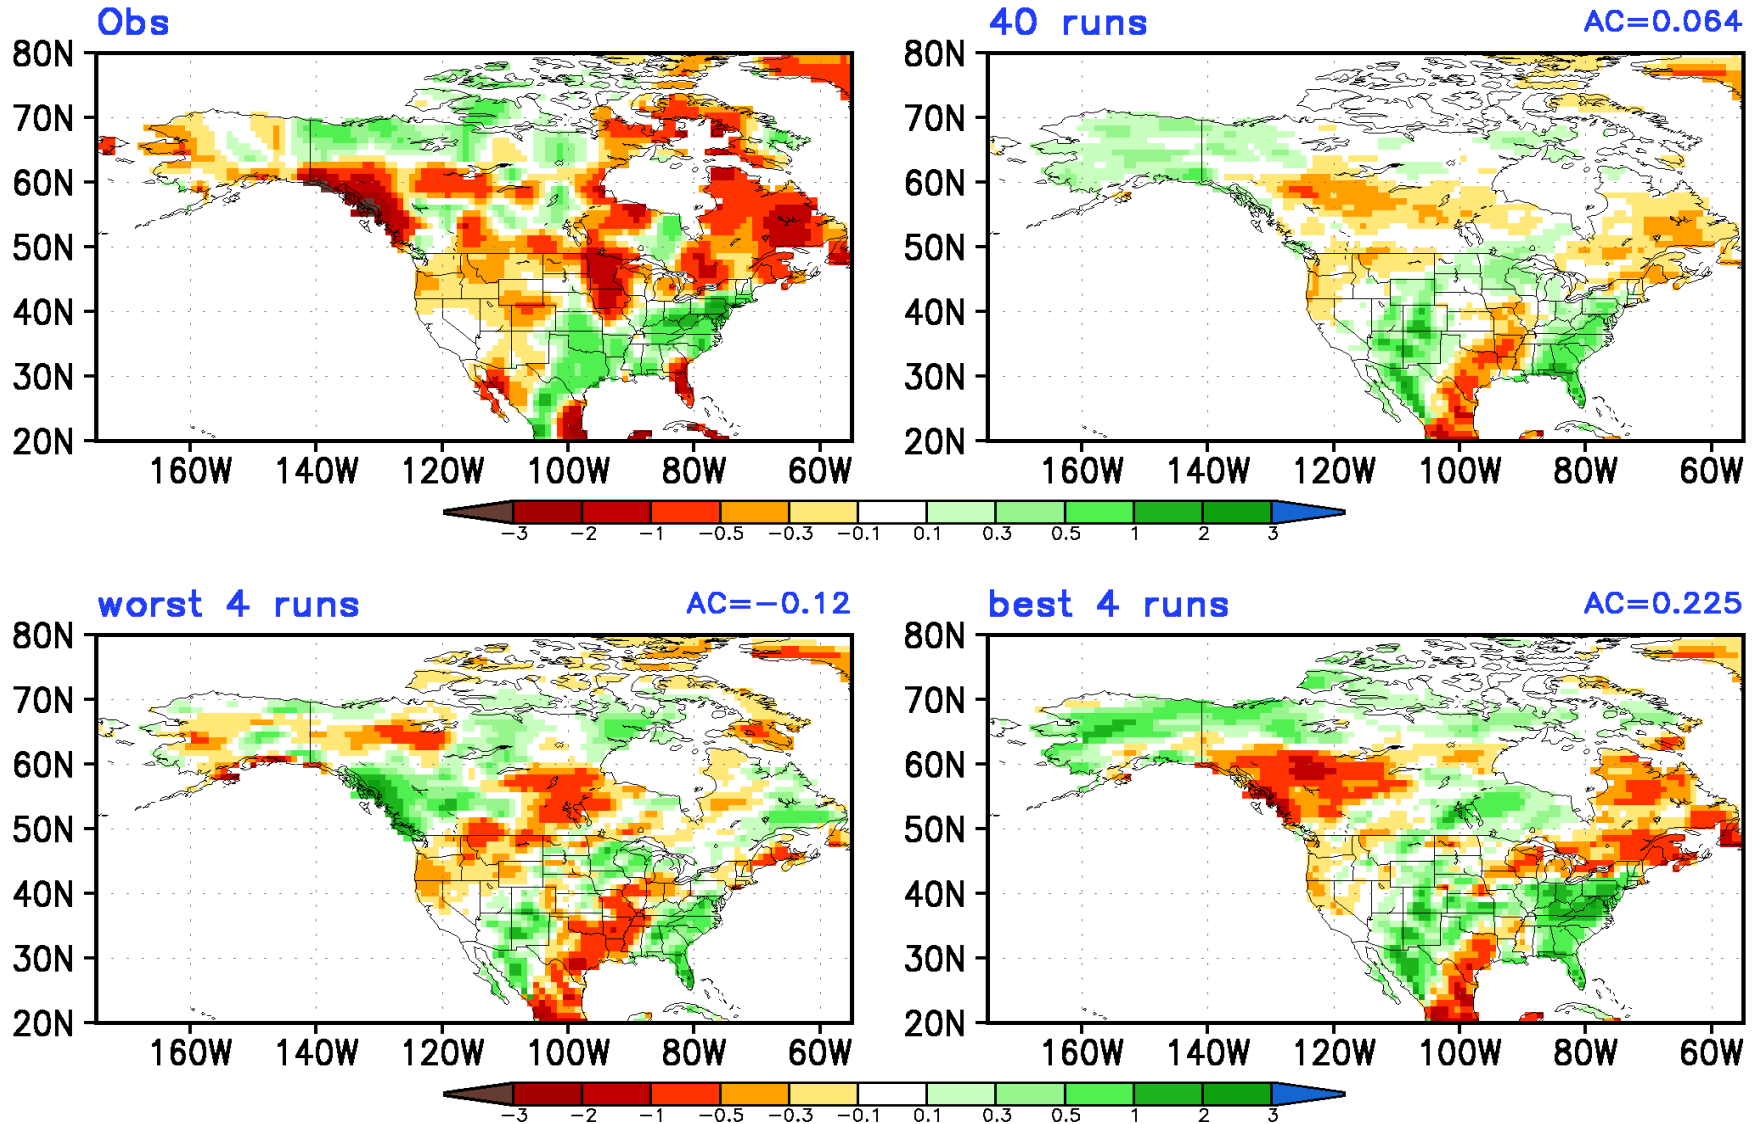 Obs
40 runs AC=0.064
80N 80N
70N 70N
60N 60N
50N 50N
40N 40N
30N 30N
20N 20N
160W 140W 120W 100W 80W 60W 160W 140W 120W 100W 80W 60W
-3 -2 -1 -0.5 -0.3 -0.1 0.1 0.3 0.5 1 2 3
worst 4 runs AC=-0.12
best 4 runs AC=0.225
80N 80N
70N 70N
60N 60N
50N 50N
40N 40N
30N 30N
20N 20N
160W 140W 120W 100W 80W 60W 160W 140W 120W 100W 80W 60W
-3 -2 -1 -0.5 -0.3 -0.1 0.1 0.3 0.5 1 2 3